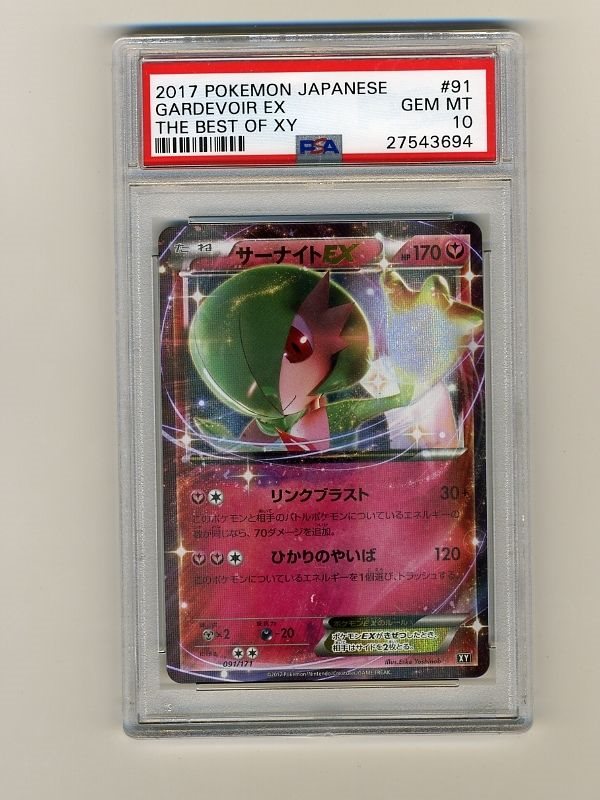 2017 POKEMON JAPANESE #91
GARDEVOIR EX GEM MT
THE BEST OF XY 10
PSA 27543694
たね サーナイトEX HP170
リンクブラスト 30+
このポケモンと相手のバトルポケモンについているエネルギーの
数が同じなら、70ダメージを追加。
ひかりのやいば 120
このポケモンについているエネルギーを1個選び、トラッシュする。
×2 -20
ポケモンEXのルール
ポケモンEXがきぜつしたとき、
相手はサイドを2枚とる。
091/171 XY
©2017 Pokémon/Nintendo/Creatures/GAME FREAK.